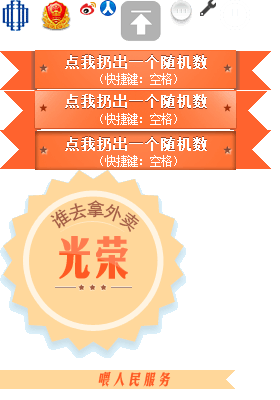 点我扔出一个随机数
（快捷键：空格）
点我扔出一个随机数
（快捷键：空格）
点我扔出一个随机数
（快捷键：空格）
谁去拿外卖
光荣
喂人民服务